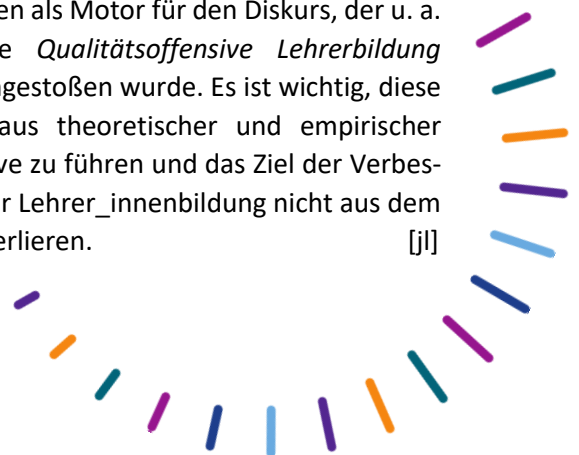 en als Motor für den Diskurs, der u. a.
e Qualitätsoffensive Lehrerbildung
gestoßen wurde. Es ist wichtig, diese
aus theoretischer und empirischer
ve zu führen und das Ziel der Verbes-
r Lehrer_innenbildung nicht aus dem
erlieren. [jl]